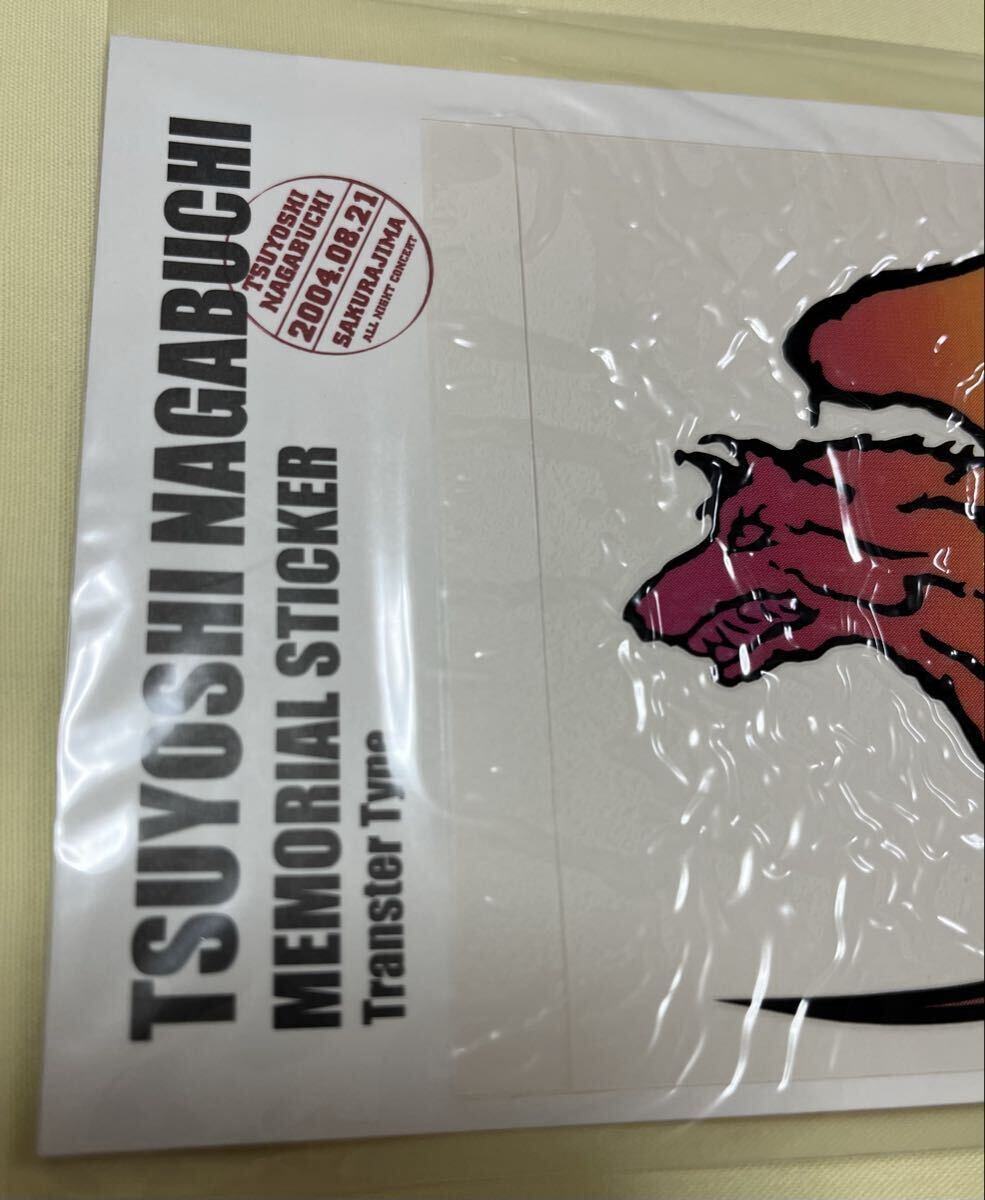 TSUYOSHI NAGABUCHI
MEMORIAL STICKER
Transter Type
TSUYOSHI
NAGABUCHI
2004.08.21
SAKURAJIMA
ALL NIGHT CONCERT